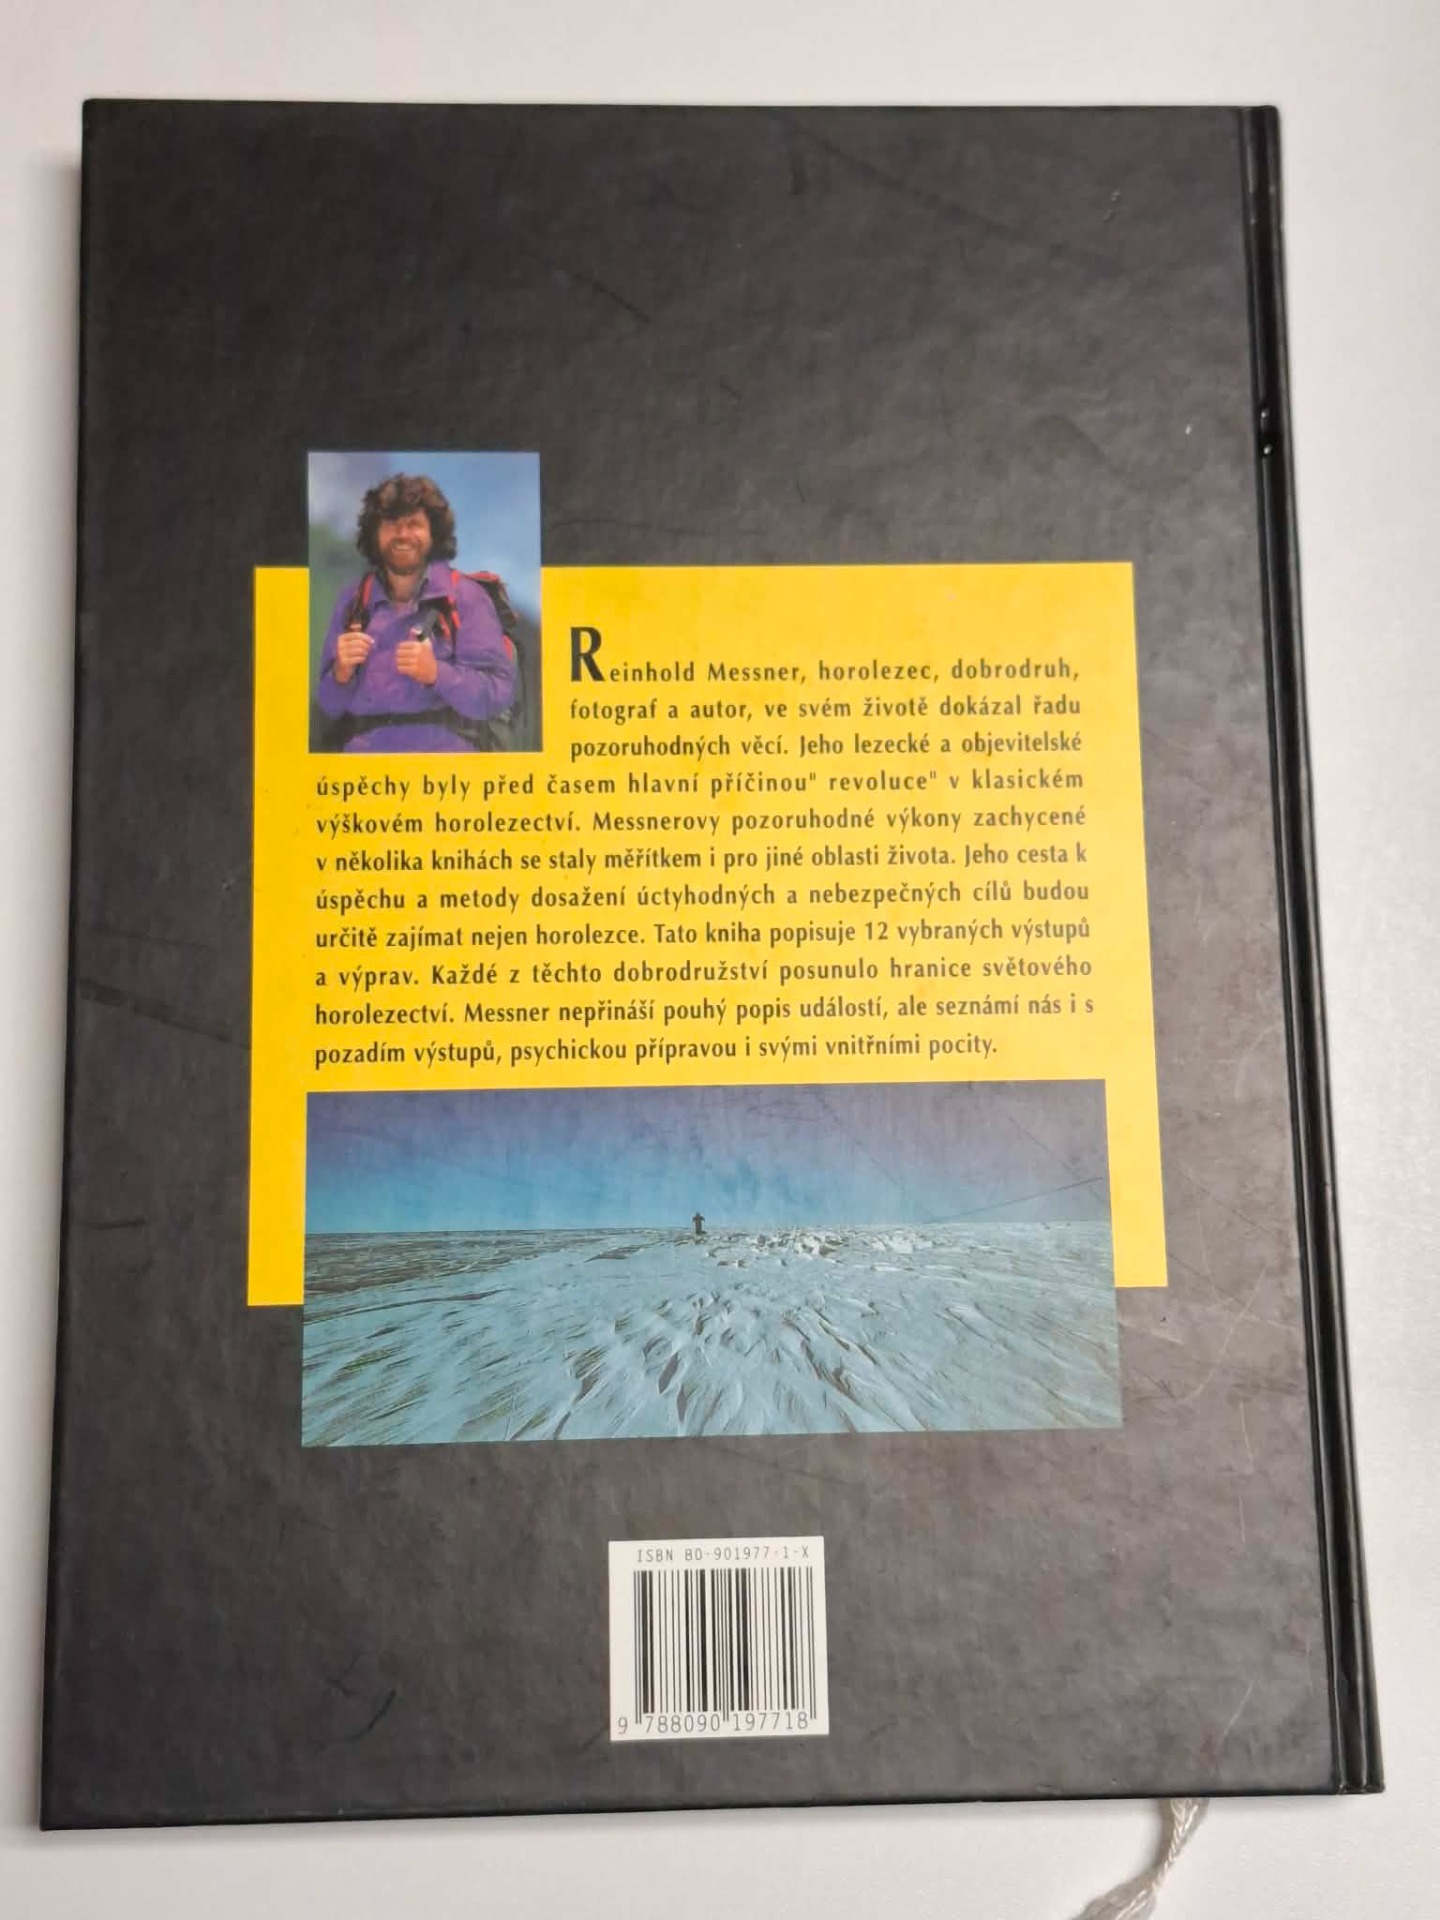 Reinhold Messner, horolezec, dobrodruh,
fotograf a autor, ve svém životě dokázal řadu
pozoruhodných věcí. Jeho lezecké a objevitelské
úspěchy byly před časem hlavní příčinou" revoluce" v klasickém
výškovém horolezectví. Messnerovy pozoruhodné výkony zachycené
v několika knihách se staly měřítkem i pro jiné oblasti života. Jeho cesta k
úspěchu a metody dosažení úctyhodných a nebezpečných cílů budou
určitě zajímat nejen horolezce. Tato kniha popisuje 12 vybraných výstupů
a výprav. Každé z těchto dobrodružství posunulo hranice světového
horolezectví. Messner nepřináší pouhý popis událostí, ale seznámí nás i s
pozadím výstupů, psychickou přípravou i svými vnitřními pocity.
ISBN 80-901977-1-X
9 788090 197718